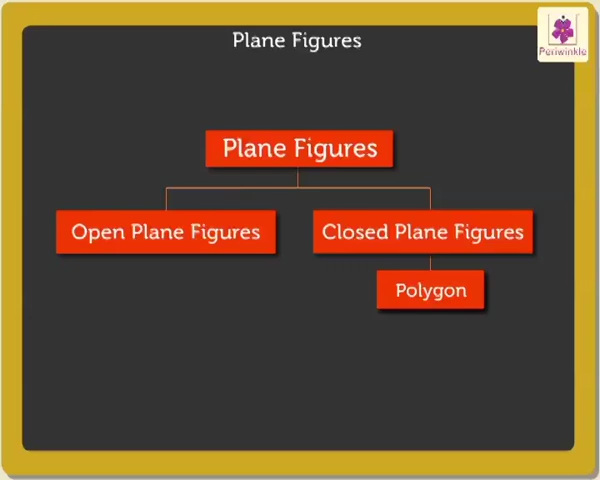 Plane Figures
Periwinkle
Plane Figures
Open Plane Figures
Closed Plane Figures
Polygon